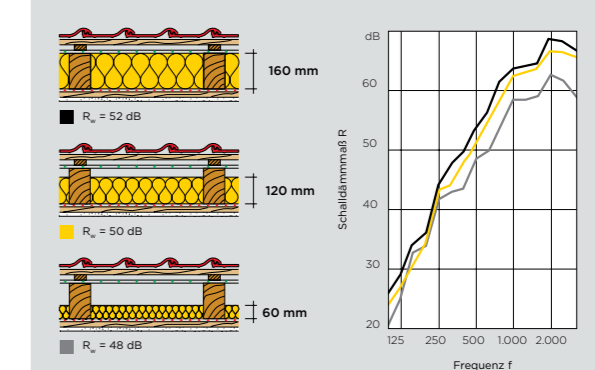 160 mm
R_w = 52 dB
120 mm
R_w = 50 dB
60 mm
R_w = 48 dB
dB
60
50
40
30
20
Schalldämmmaß R
125 250 500 1.000 2.000
Frequenz f